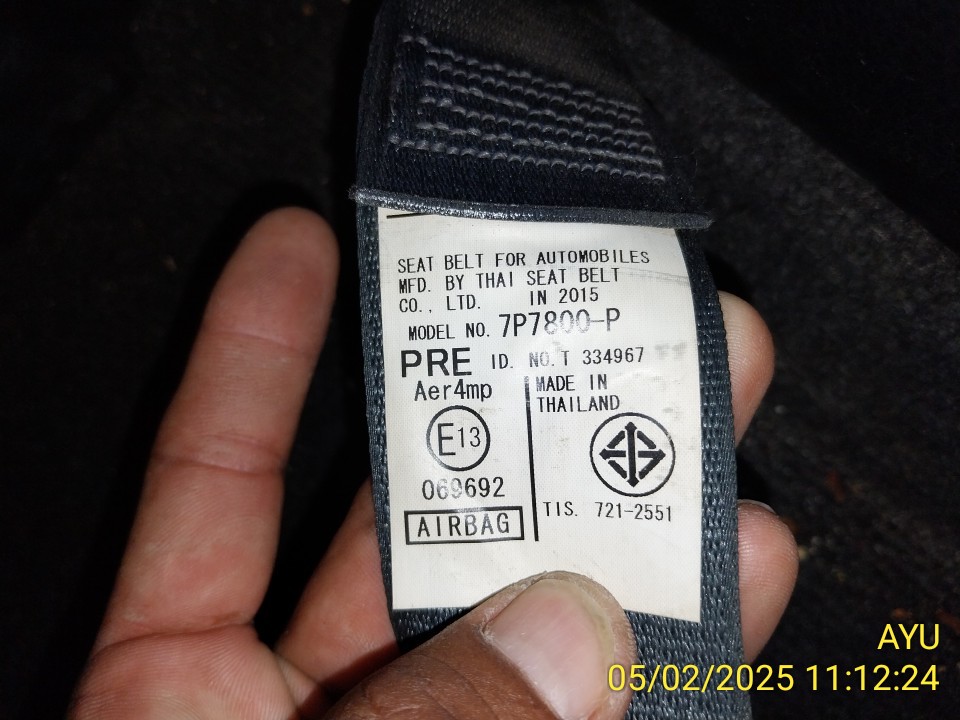 SEAT BELT FOR AUTOMOBILES
MFD. BY THAI SEAT BELT
CO., LTD. IN 2015
MODEL NO. 7P7800-P
PRE ID. NO. T 334967
Aer4mp
MADE IN
THAILAND
E13
069692
AIRBAG
TIS. 721-2551
AYU
05/02/2025 11:12:24